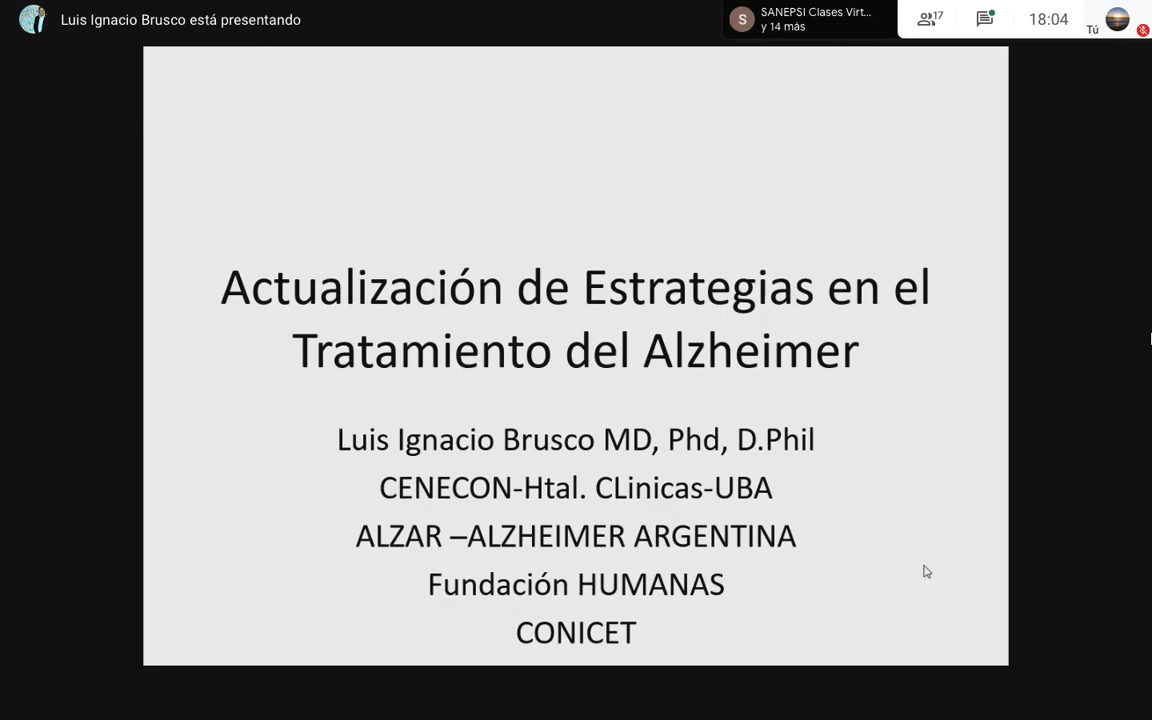 Luis Ignacio Brusco está presentando
SANEPSI Clases Virt...
y 14 más
17
18:04
S
Tú
Actualización de Estrategias en el
Tratamiento del Alzheimer
Luis Ignacio Brusco MD, Phd, D.Phil
CENECON-Htal. CLinicas-UBA
ALZAR –ALZHEIMER ARGENTINA
Fundación HUMANAS
CONICET